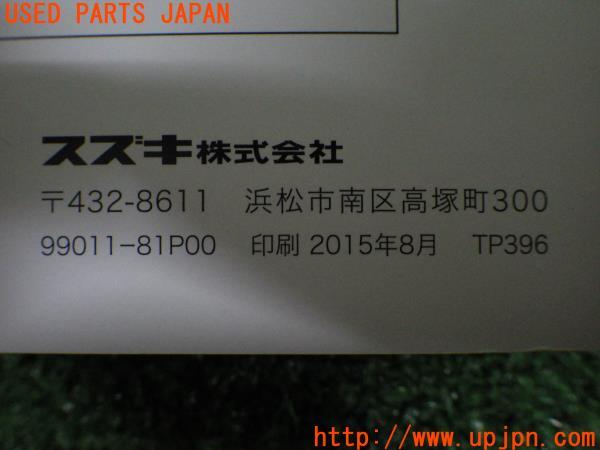 USED PARTS JAPAN
スズキ株式会社
〒432-8611 浜松市南区高塚町300
99011-81P00 印刷 2015年8月 TP396
http://www.upjpn.com/